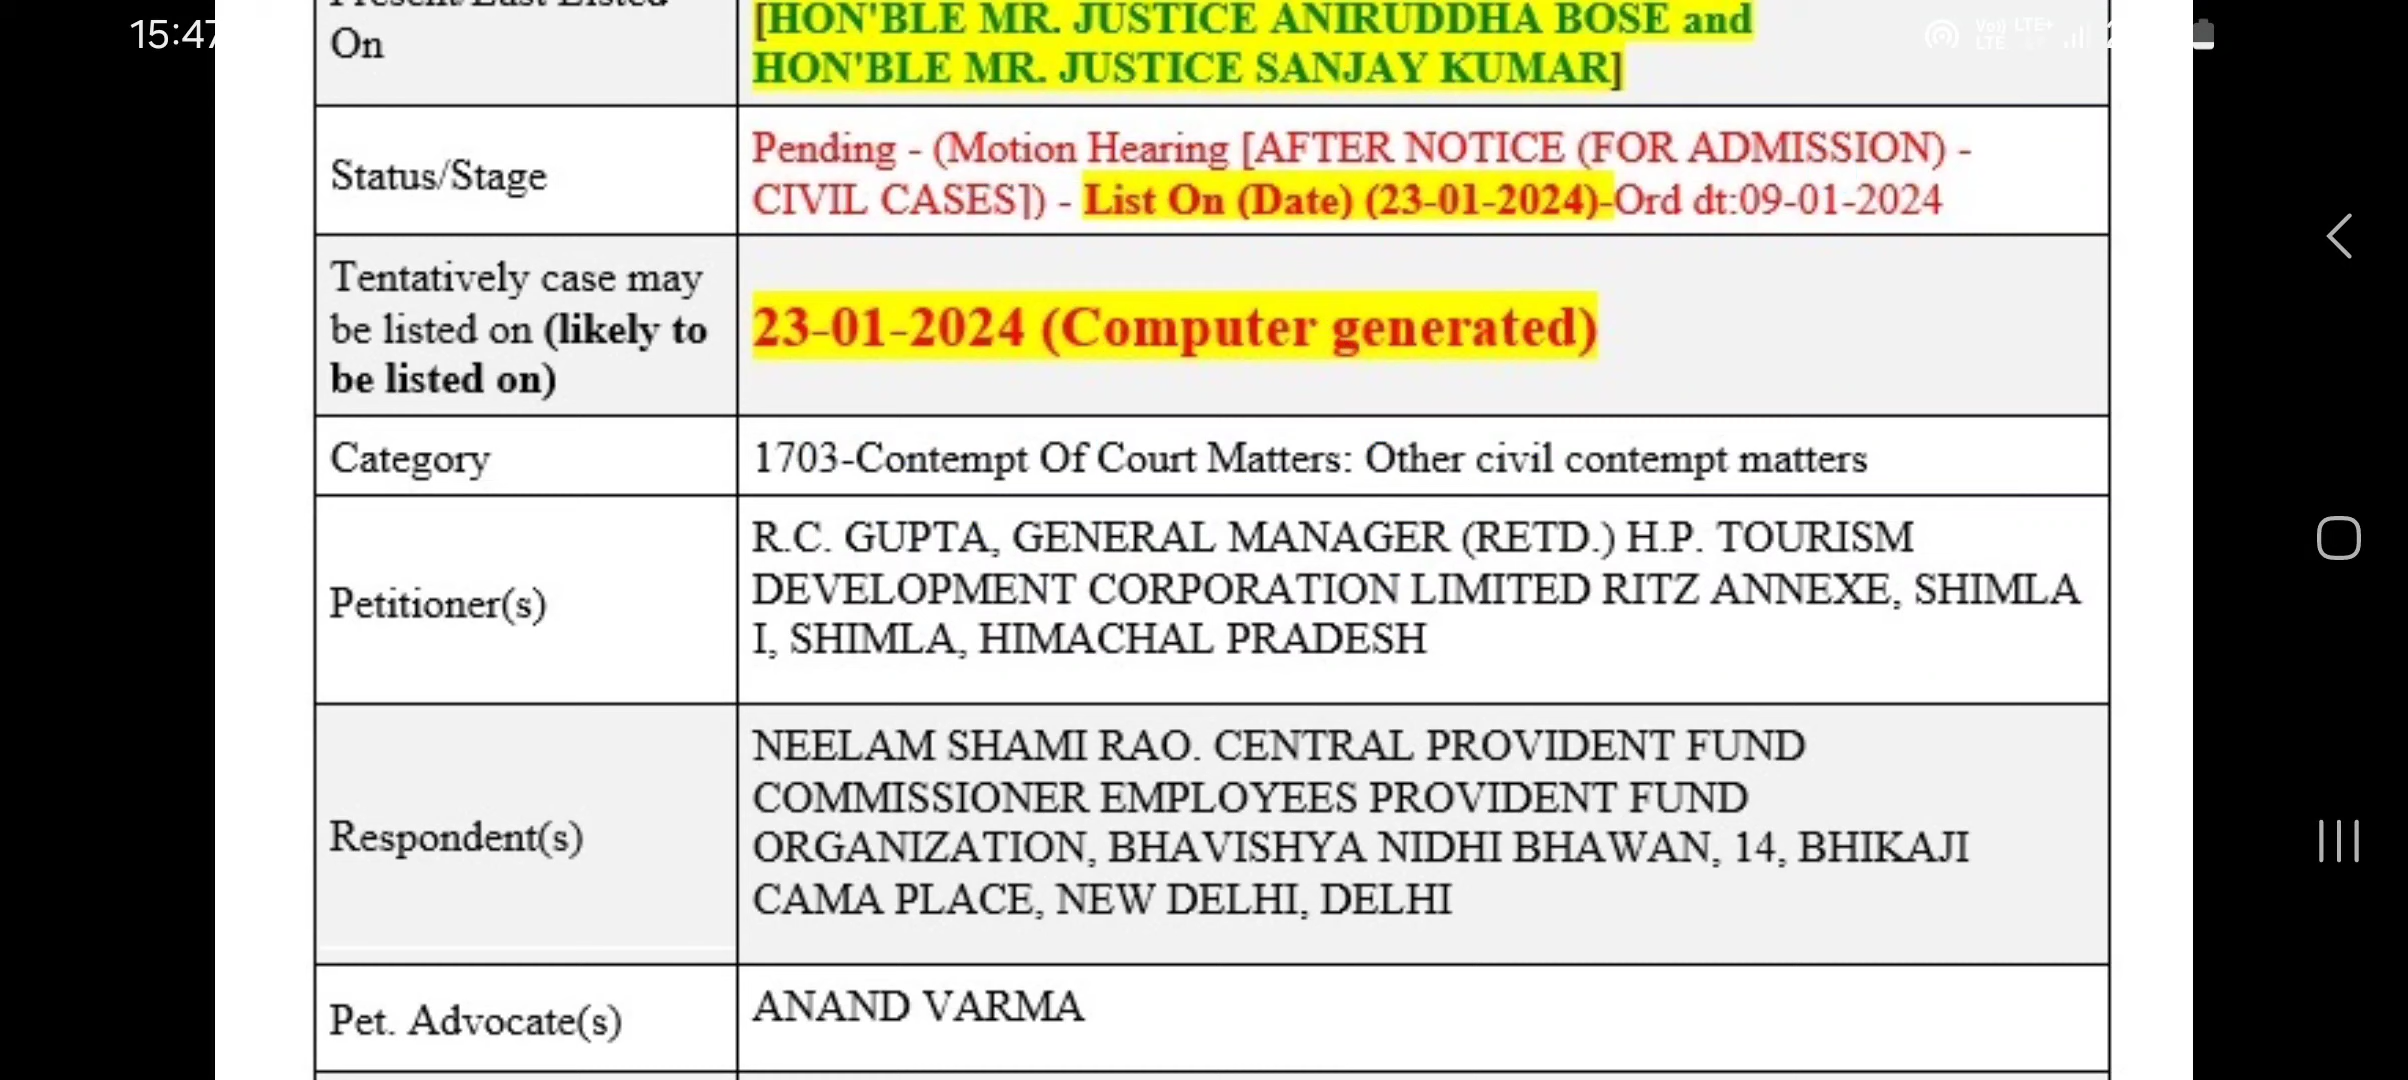 15:47
On
[HON'BLE MR. JUSTICE ANIRUDDHA BOSE and
HON'BLE MR. JUSTICE SANJAY KUMAR]
Status/Stage
Pending - (Motion Hearing [AFTER NOTICE (FOR ADMISSION) -
CIVIL CASES]) - List On (Date) (23-01-2024)-Ord dt:09-01-2024
Tentatively case may
be listed on (likely to
be listed on)
23-01-2024 (Computer generated)
Category
1703-Contempt Of Court Matters: Other civil contempt matters
Petitioner(s)
R.C. GUPTA, GENERAL MANAGER (RETD.) H.P. TOURISM
DEVELOPMENT CORPORATION LIMITED RITZ ANNEXE, SHIMLA
I, SHIMLA, HIMACHAL PRADESH
Respondent(s)
NEELAM SHAMI RAO. CENTRAL PROVIDENT FUND
COMMISSIONER EMPLOYEES PROVIDENT FUND
ORGANIZATION, BHAVISHYA NIDHI BHAWAN, 14, BHIKAJI
CAMA PLACE, NEW DELHI, DELHI
Pet. Advocate(s)
ANAND VARMA